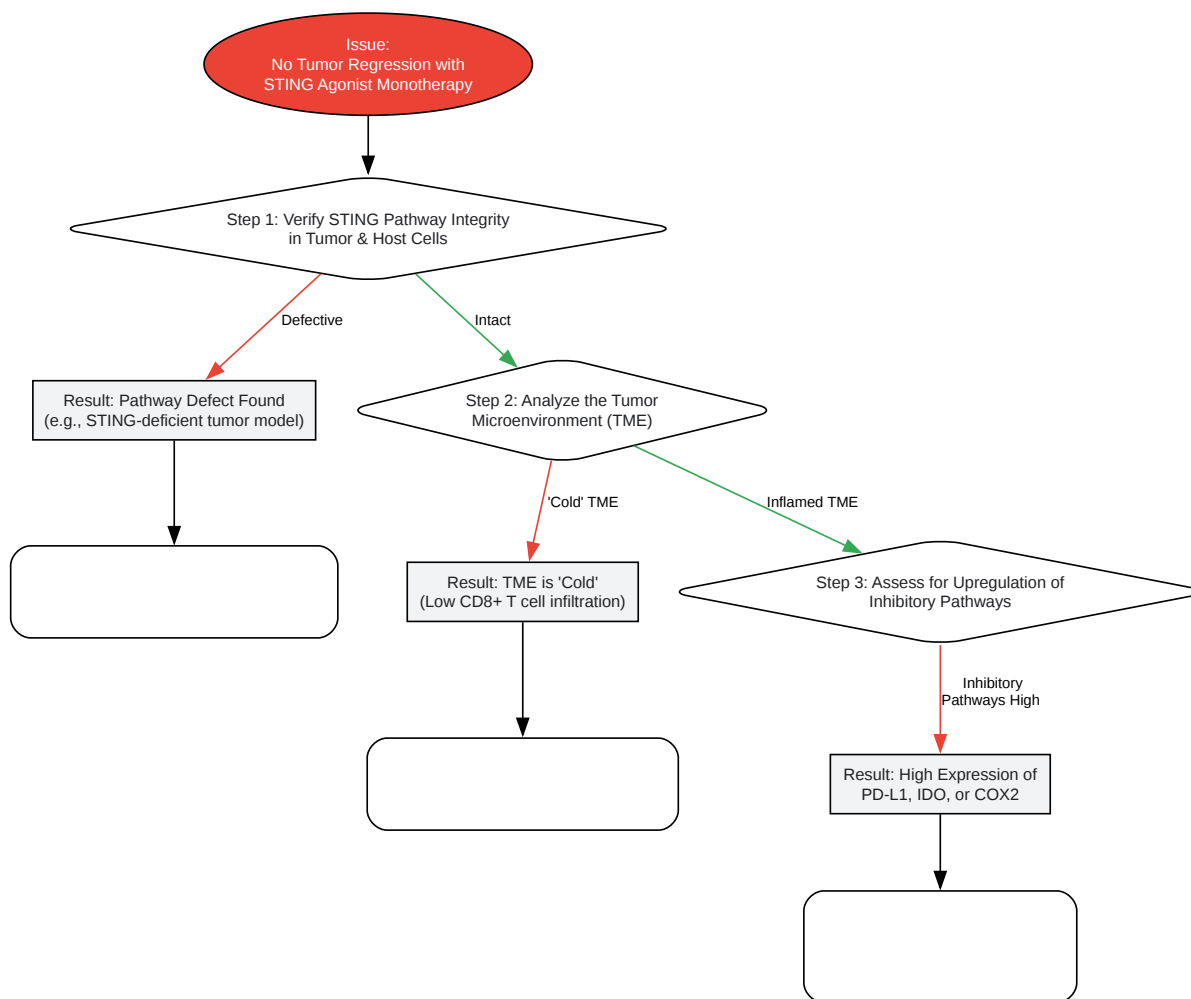 Issue:
No Tumor Regression with
STING Agonist Monotherapy
Step 1: Verify STING Pathway Integrity
in Tumor & Host Cells
Defective
Intact
Result: Pathway Defect Found
(e.g., STING-deficient tumor model)
Step 2: Analyze the Tumor
Microenvironment (TME)
'Cold' TME
Inflamed TME
Result: TME is 'Cold'
(Low CD8+ T cell infiltration)
Step 3: Assess for Upregulation of
Inhibitory Pathways
Inhibitory
Pathways High
Result: High Expression of
PD-L1, IDO, or COX2